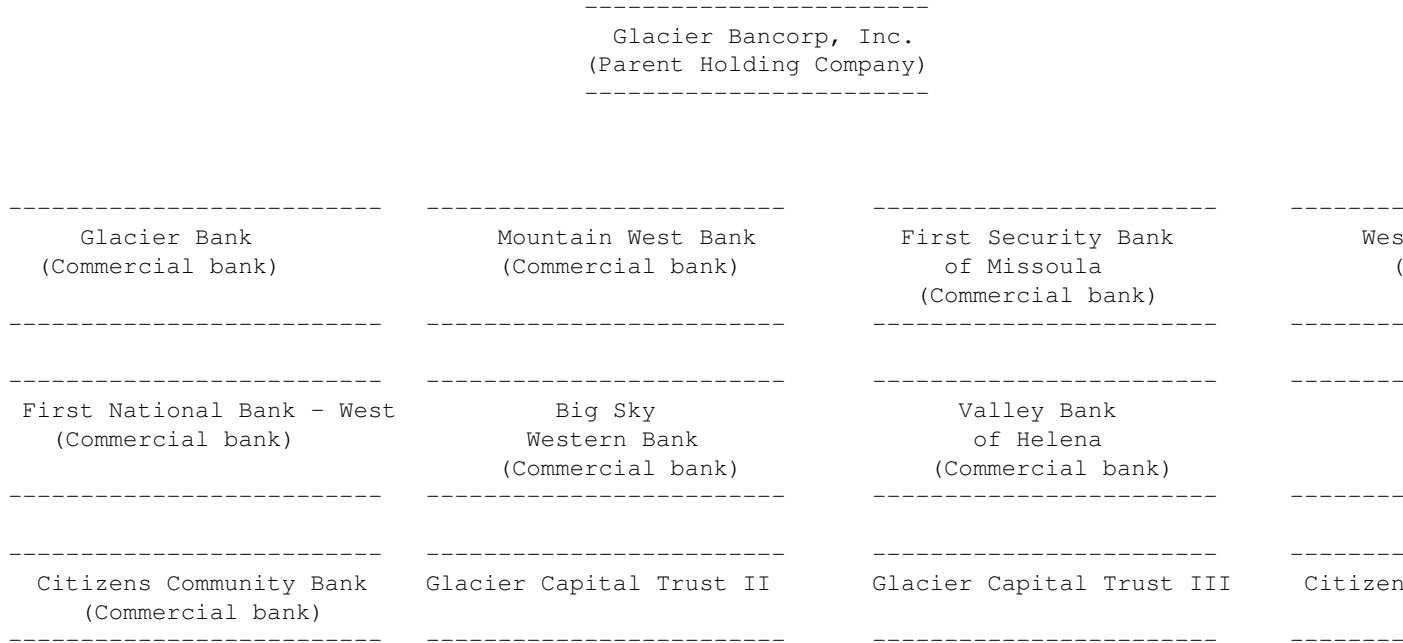 Glacier Bancorp, Inc.
(Parent Holding Company)
Glacier Bank
(Commercial bank)
Mountain West Bank
(Commercial bank)
First Security Bank
of Missoula
(Commercial bank)
First National Bank - West
(Commercial bank)
Big Sky
Western Bank
(Commercial bank)
Valley Bank
of Helena
(Commercial bank)
Citizens Community Bank
(Commercial bank)
Glacier Capital Trust II
Glacier Capital Trust III